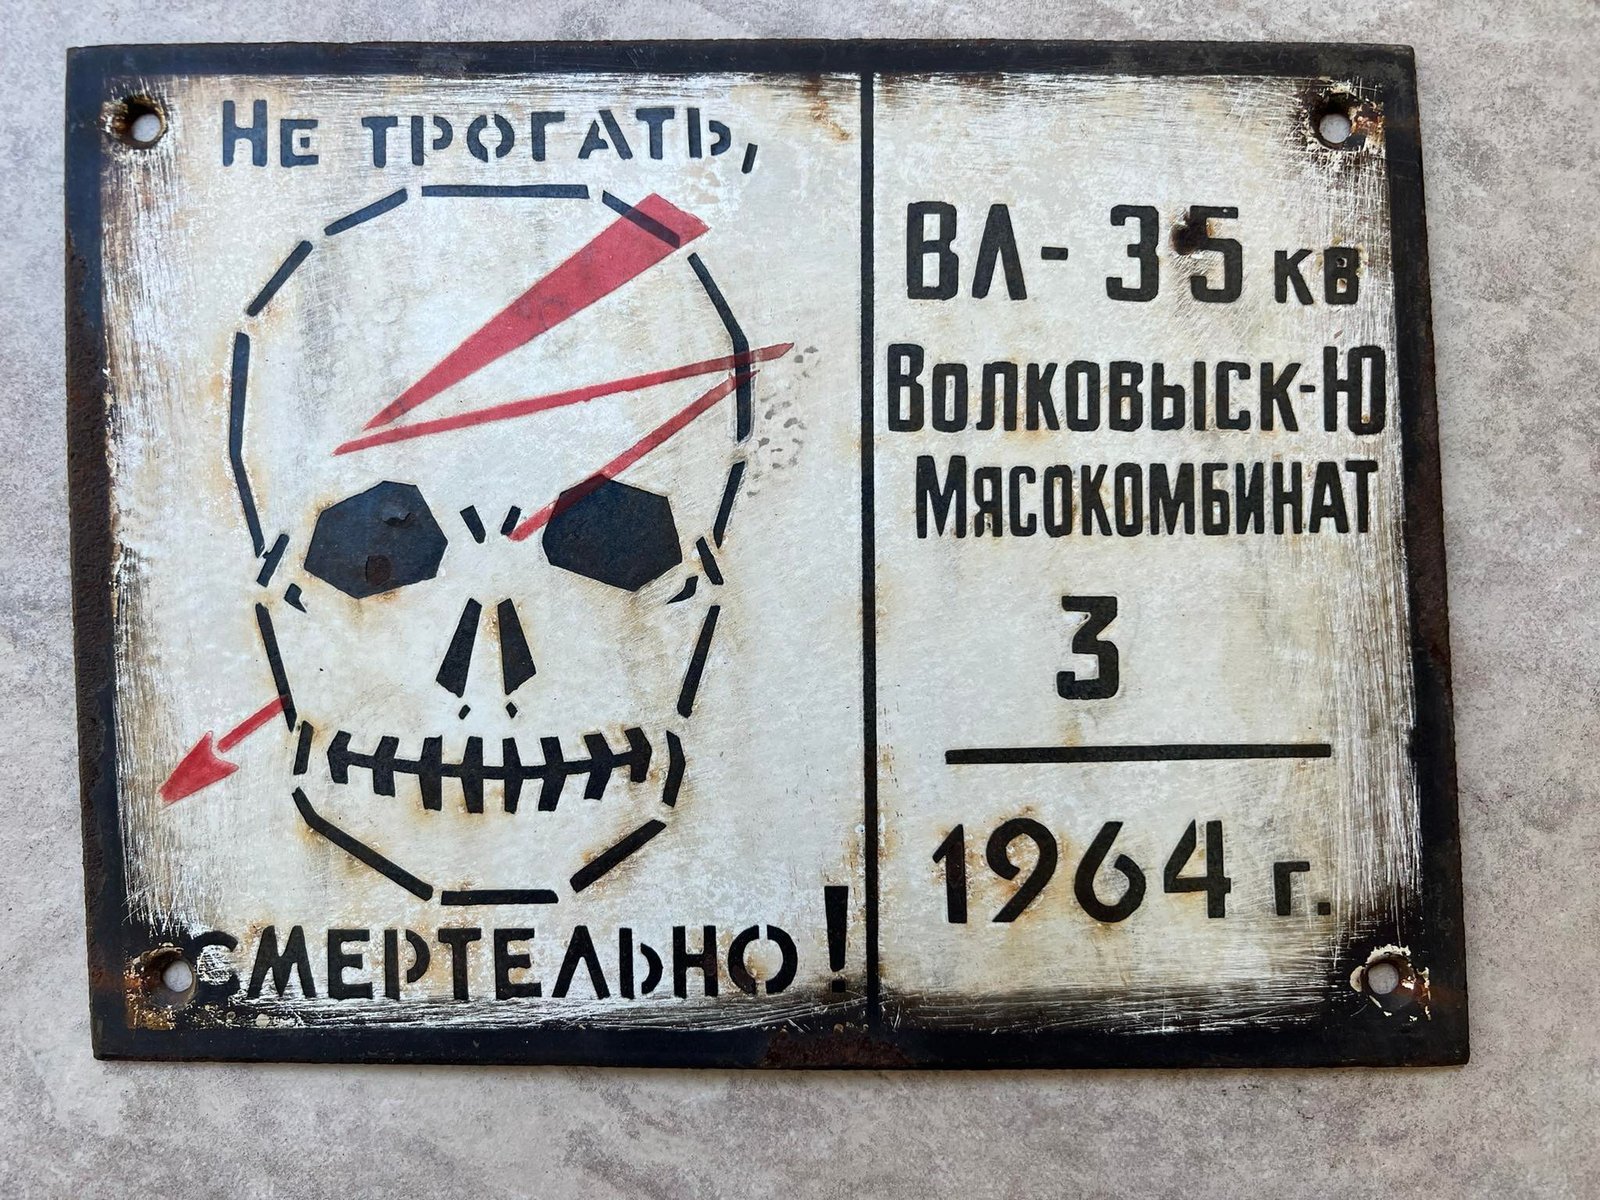 Не трогать,
смертельно!
ВЛ-35 кв
Волковыск-Ю
Мясокомбинат
3
1964 г.